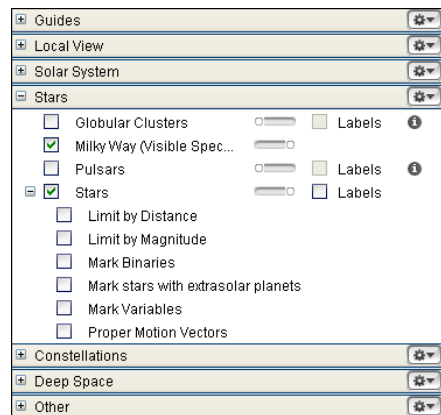 Guides
Local View
Solar System
Stars
Globular Clusters Labels
Milky Way (Visible Spec...
Pulsars Labels
Stars Labels
Limit by Distance
Limit by Magnitude
Mark Binaries
Mark stars with extrasolar planets
Mark Variables
Proper Motion Vectors
Constellations
Deep Space
Other